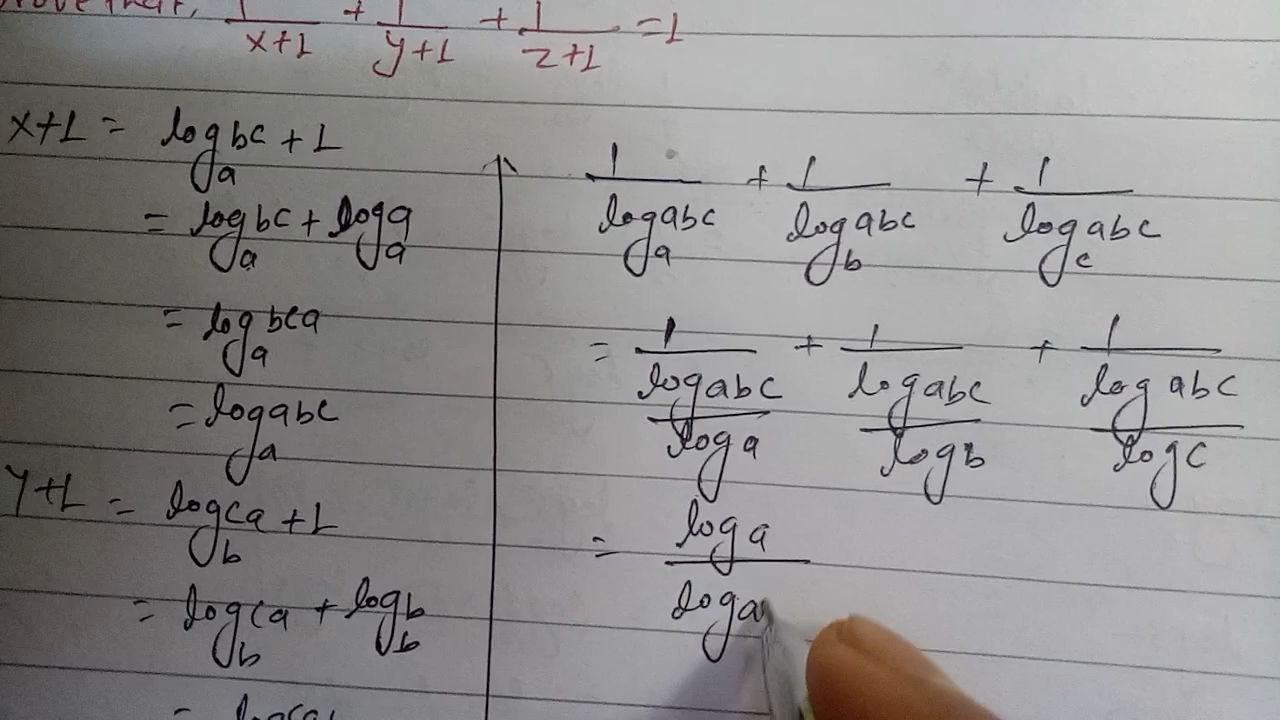 prove that, 1/x+1 + 1/y+1 + 1/z+1 = 1
x+1 = log_a bc + 1
= log_a bc + log_a a
= log_a bca
= log_a abc
y+1 = log_b ca + 1
= log_b ca + log_b b
1/log_a abc + 1/log_b abc + 1/log_c abc
= 1/(log abc/log a) + 1/(log abc/log b) + 1/(log abc/log c)
= log a/log a